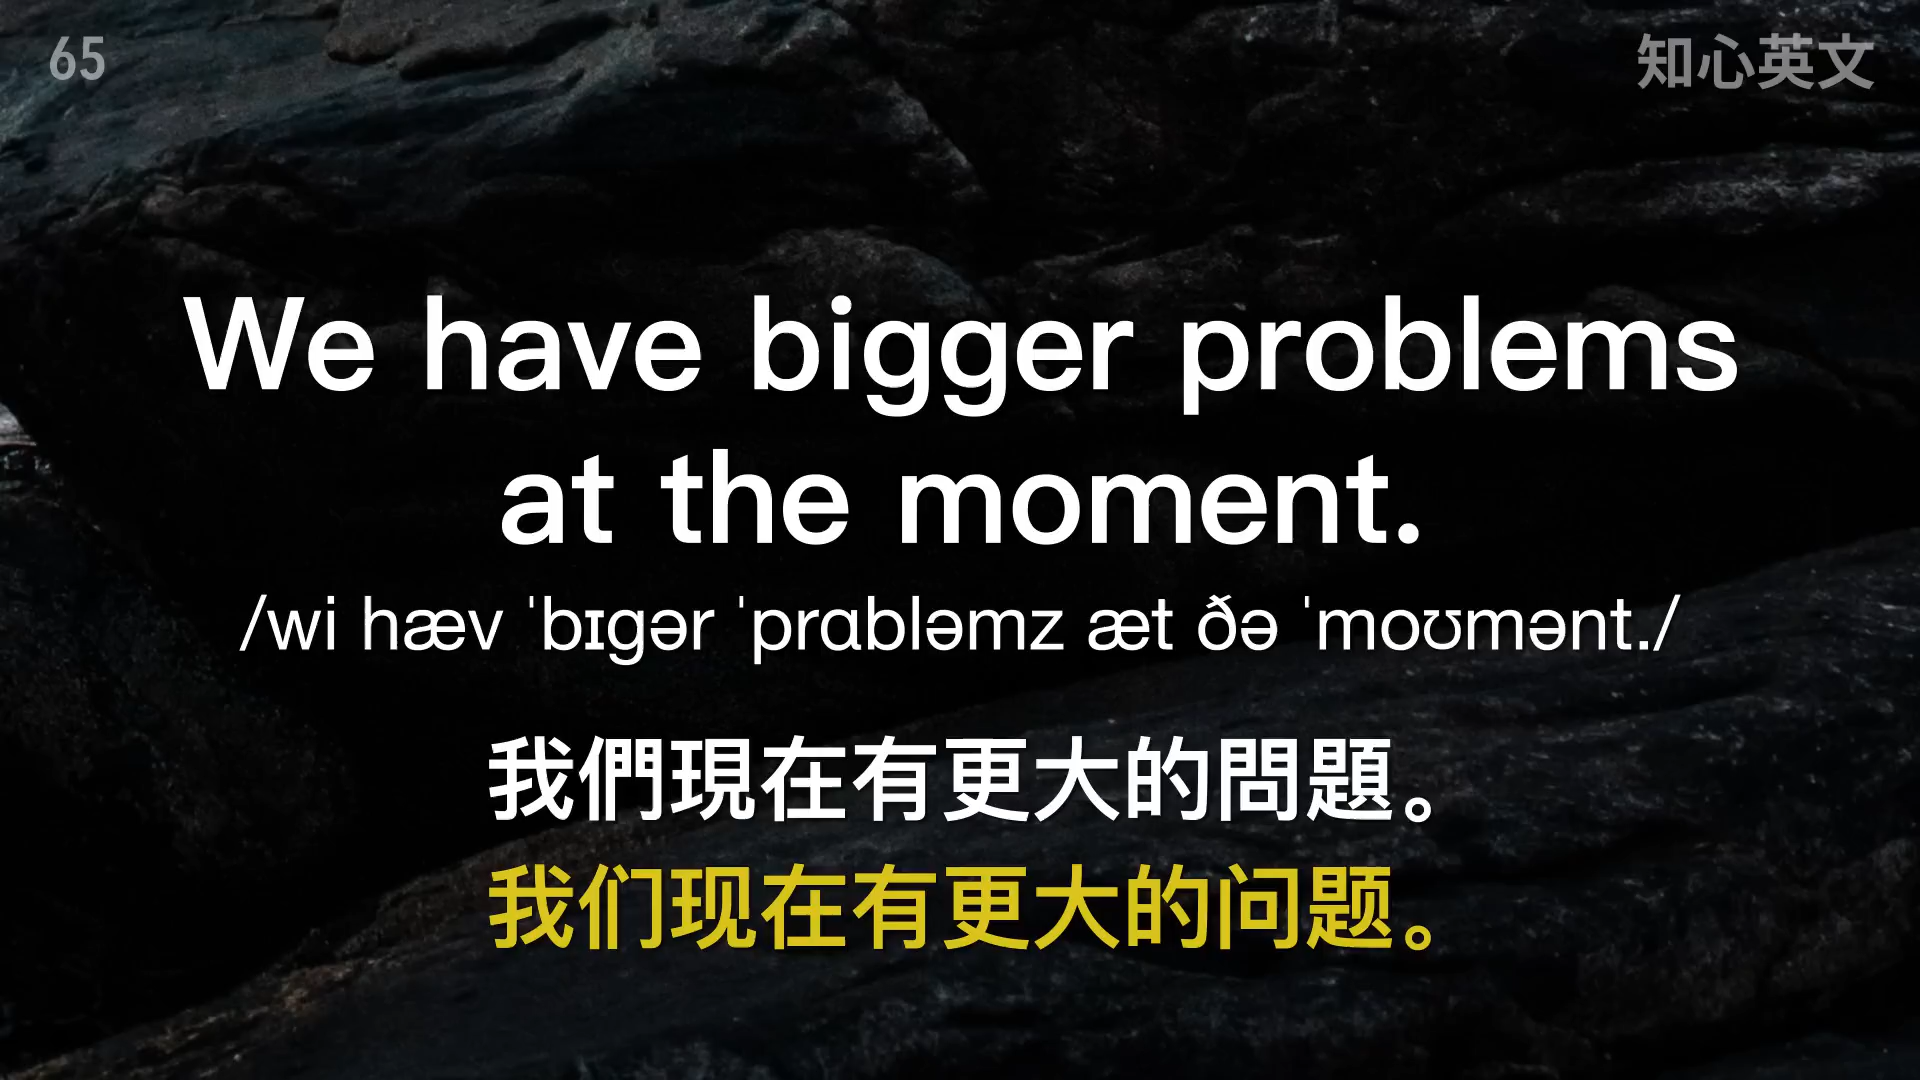 65
知心英文
We have bigger problems
at the moment.
/wi hæv ˈbɪgər ˈprɑbləmz æt ðə ˈmoʊmənt./
我們現在有更大的問題。
我们现在有更大的问题。